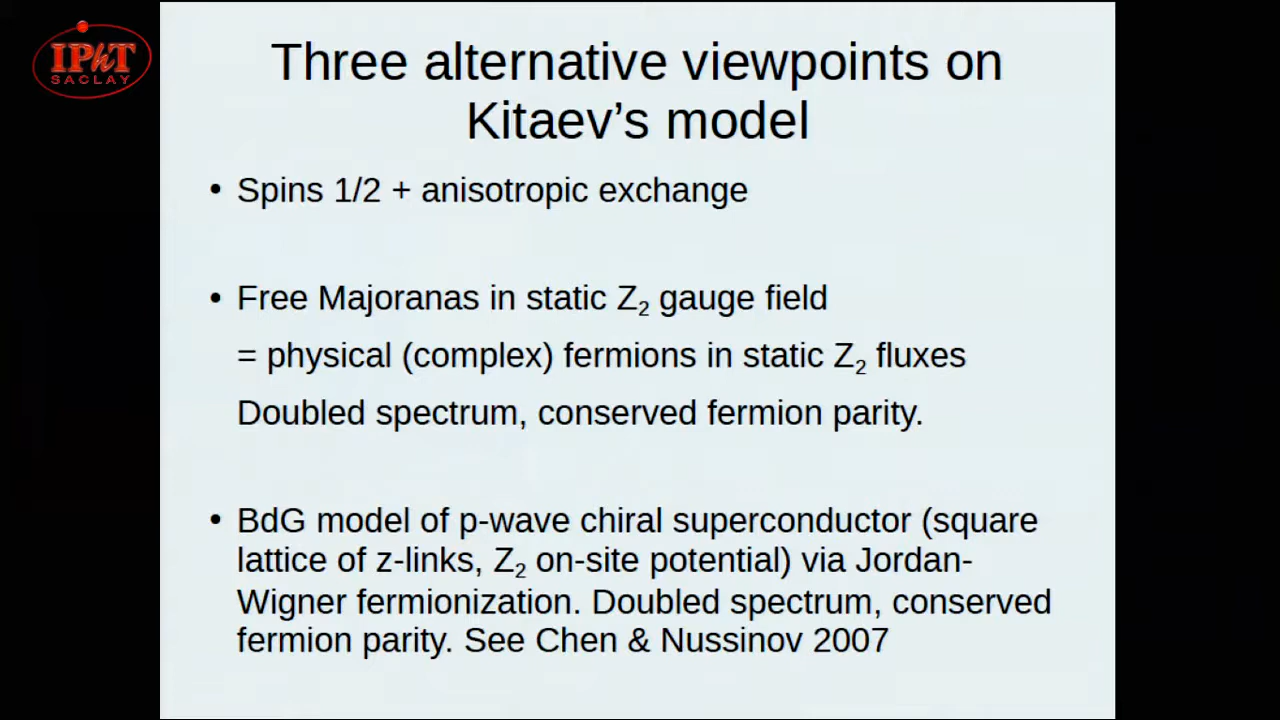 IPhT
SACLAY
Three alternative viewpoints on
Kitaev’s model
• Spins 1/2 + anisotropic exchange
• Free Majoranas in static Z₂ gauge field
= physical (complex) fermions in static Z₂ fluxes
Doubled spectrum, conserved fermion parity.
• BdG model of p-wave chiral superconductor (square
lattice of z-links, Z₂ on-site potential) via Jordan-
Wigner fermionization. Doubled spectrum, conserved
fermion parity. See Chen & Nussinov 2007